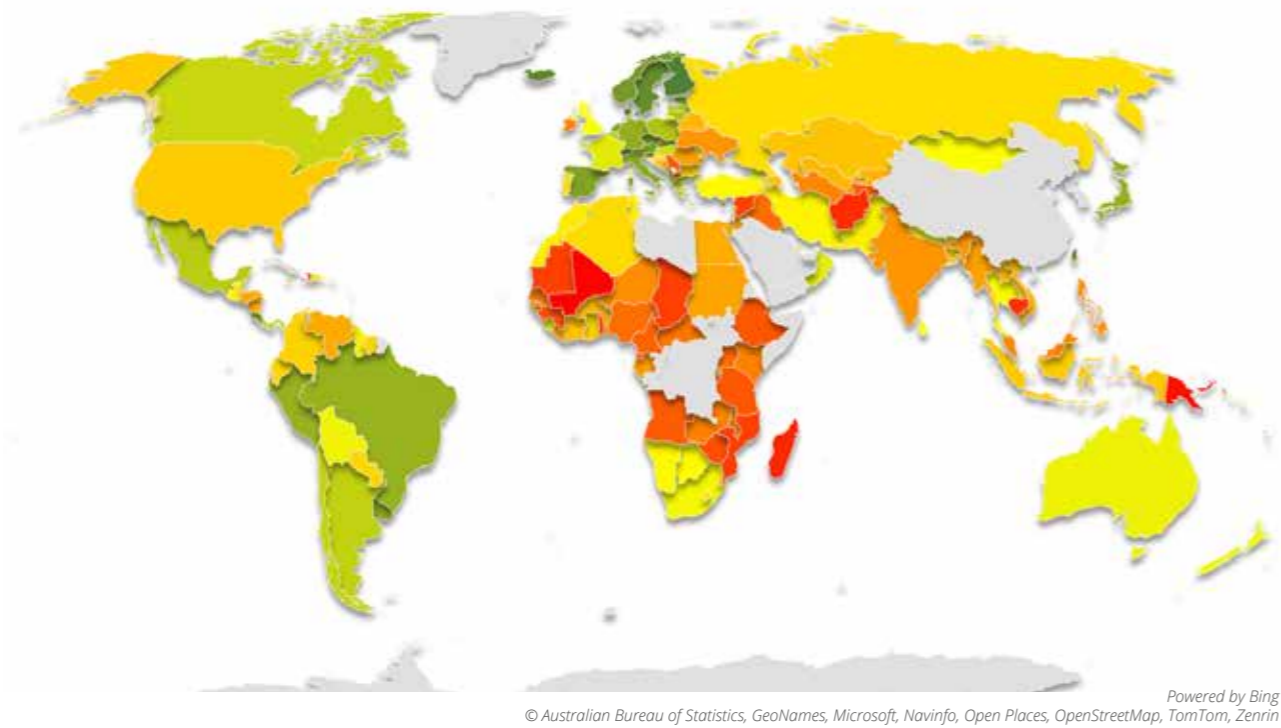 Powered by Bing
© Australian Bureau of Statistics, GeoNames, Microsoft, Navinfo, Open Places, OpenStreetMap, TomTom, Zenrin